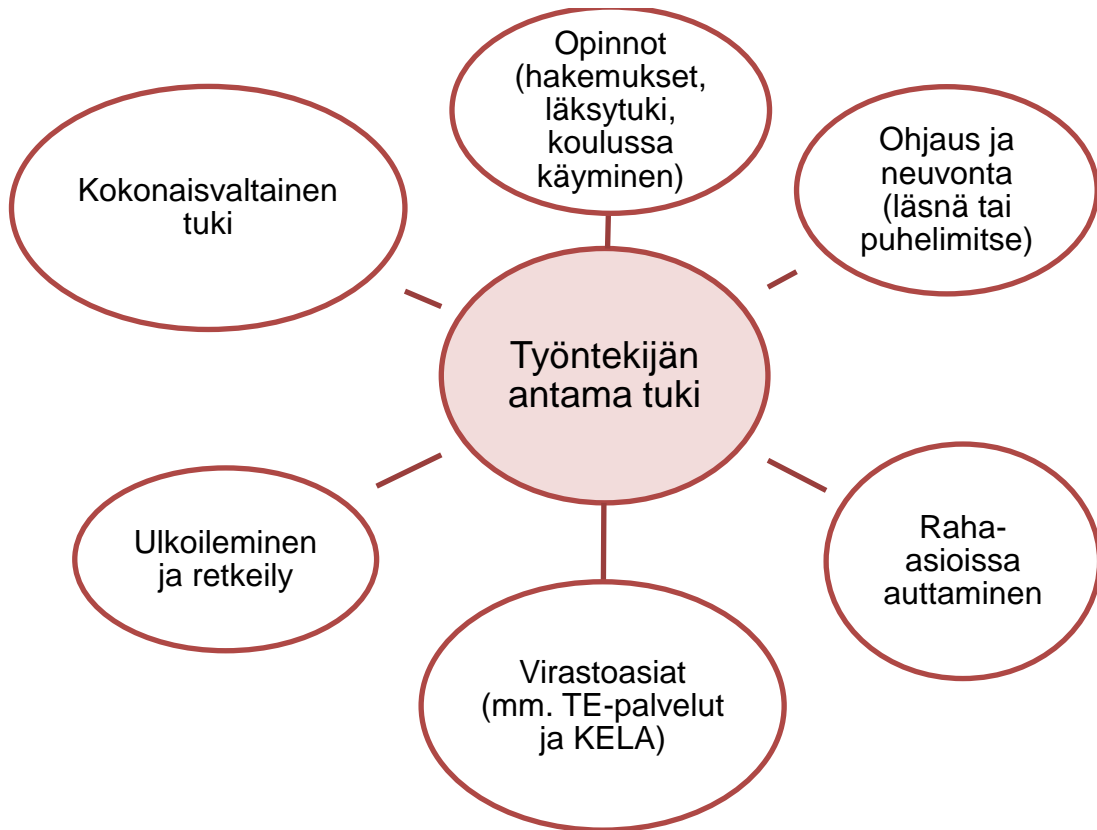 Opinnot
(hakemukset,
läksytuki,
koulussa
käyminen)
Ohjaus ja
neuvonta
(läsnä tai
puhelimitse)
Kokonaisvaltainen
tuki
Työntekijän
antama tuki
Ulkoileminen
ja retkeily
Raha-
asioissa
auttaminen
Virastoasiat
(mm. TE-palvelut
ja KELA)